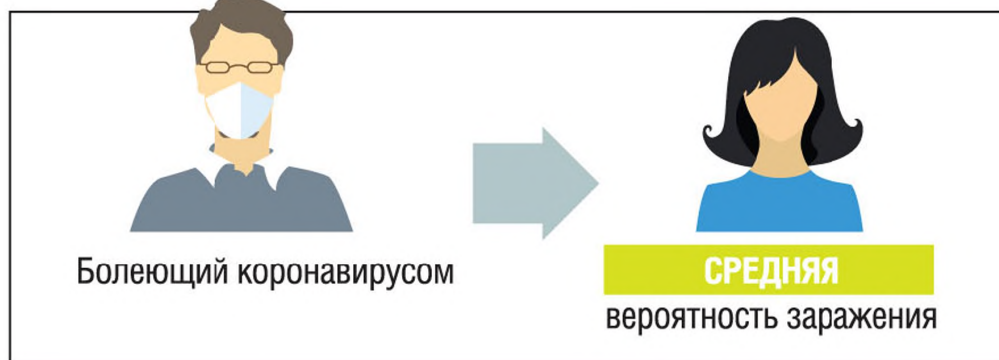 Болеющий коронавирусом
СРЕДНЯЯ
вероятность заражения